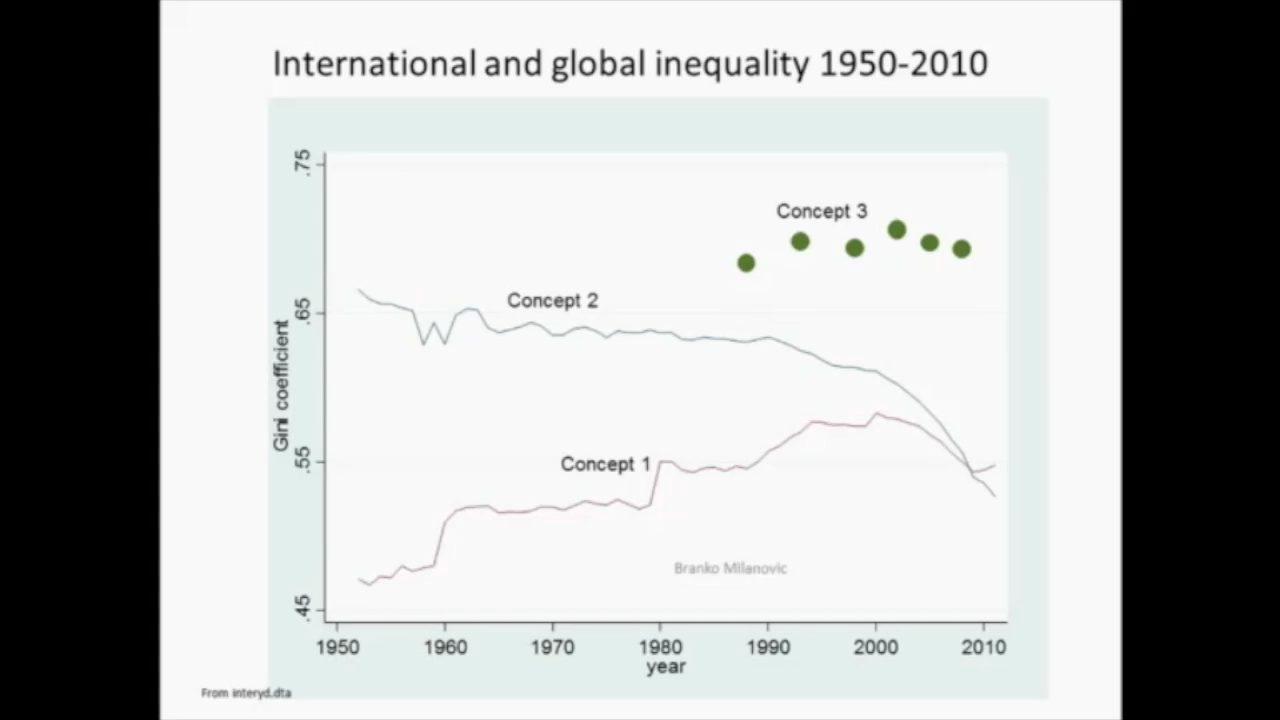 International and global inequality 1950-2010
.75
.65
.55
.45
Gini coefficient
Concept 3
Concept 2
Concept 1
Branko Milanovic
1950 1960 1970 1980 1990 2000 2010
year
From interyd.dta